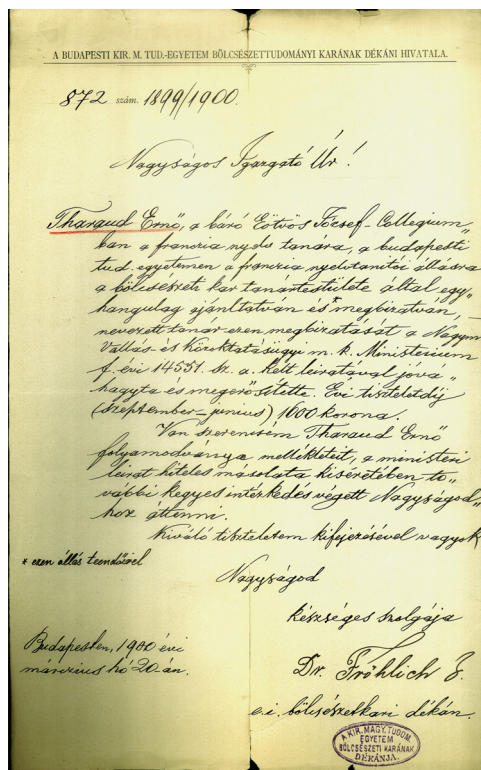 A BUDAPESTI KIR. M. TUD.-EGYETEM BÖLCSÉSZETTUDOMÁNYI KARÁNAK DÉKÁNI HIVATALA.
872 szám. 1899/1900.
Nagyságos Igazgató Úr!
Tharaud Ernő, a báró Eötvös József-Collegium„
ban a franczia nyelv tanára, a budapesti
tud. egyetemen a franczia nyelvtanítói állásra
a bölcsészeti kar tanártestülete által egy„
hangulag ajánltatván és* megbizatván, –
nevezett tanár ezen megbizatását a Nagym
Vallás- és Közoktatásügyi m. k. Ministerium
f. évi 14551. sz. a. kelt leiratával jóvá„
hagyta és megerősítette. Évi tiszteletdíj
(szeptember–junius) 1600 korona.
Van szerencsém Tharaud Ernő
folyamodványa mellékleteit, a ministeri
leirat hiteles másolata kíséretében to„
vábbi kegyes intézkedés végett Nagyságod„
hoz áttenni.
Kiváló tiszteletem kifejezésével vagyok
* ezen állás teendőivel
Nagyságod
készséges szolgája
Budapesten, 1900 évi
márczius hó 20 án.
Dr. Fröhlich I.
e. i. bölcsészetkari dékán.
A KIR. MAGY. TUDOM.
EGYETEM
BÖLCSÉSZETI KARÁNAK
DÉKÁNJA.